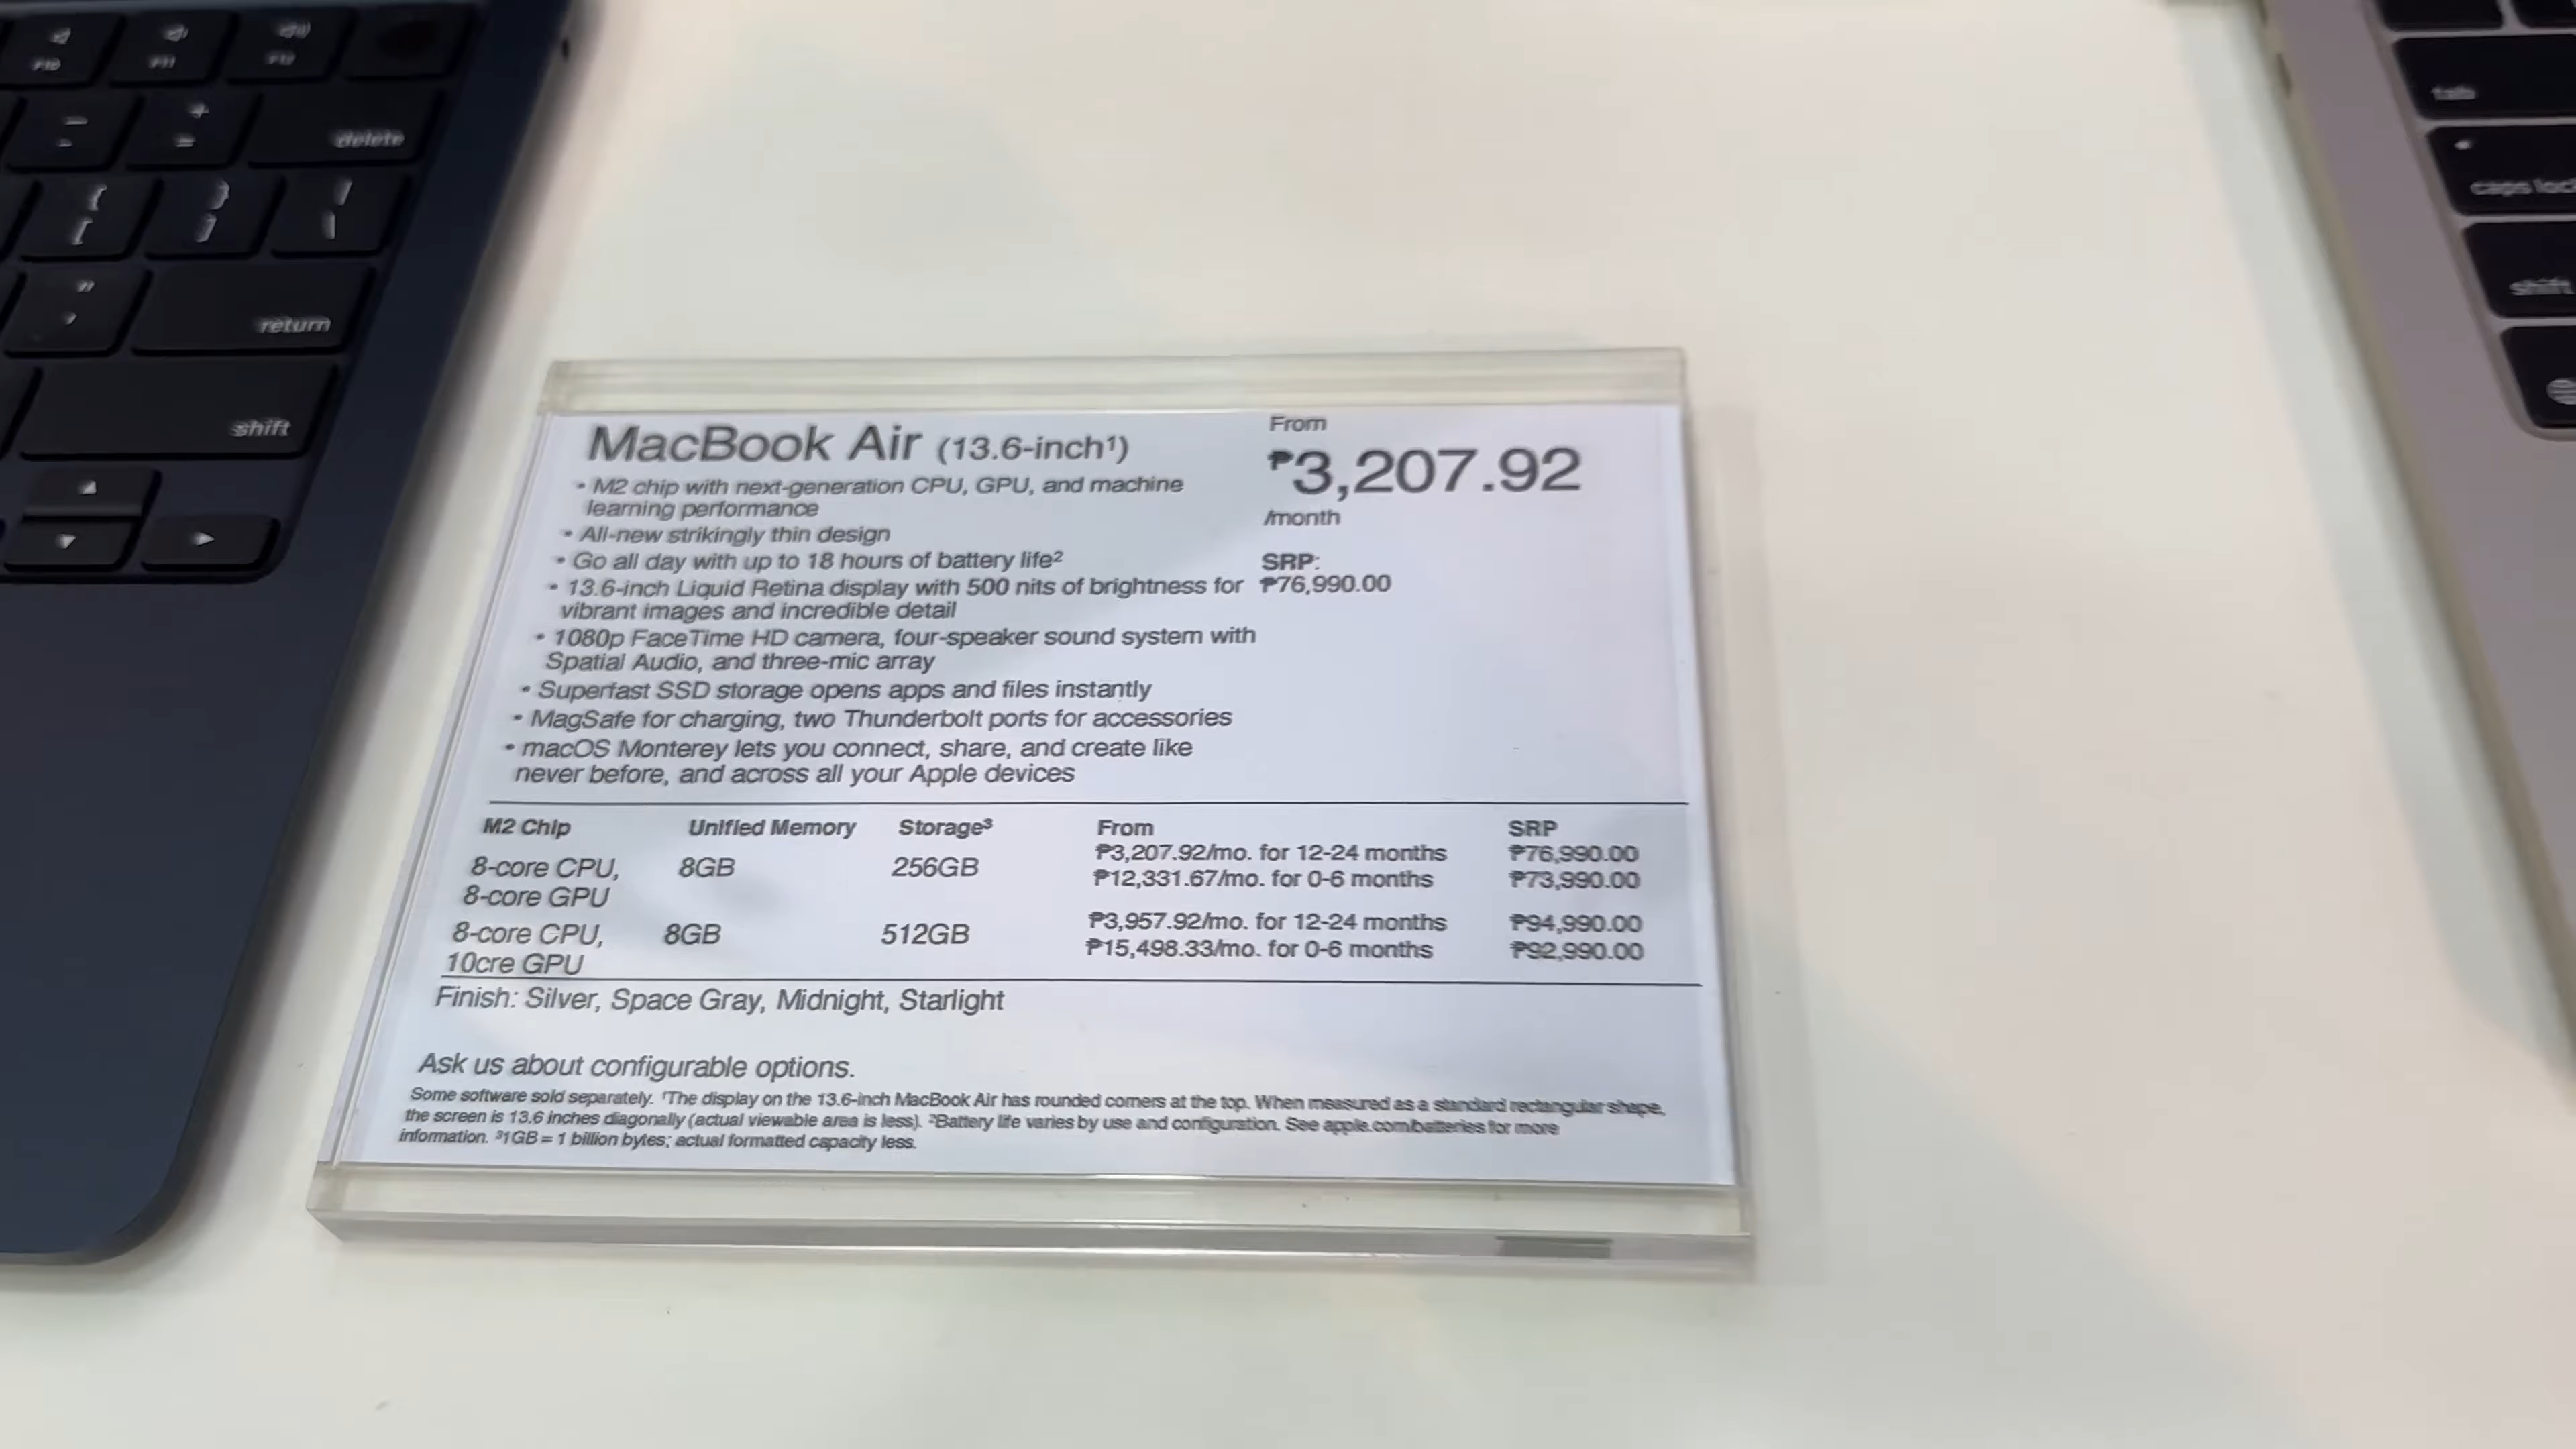 F10 F11 F12
- + =
delete
{ [ } ] | \
" '
return
shift
tab
caps loc
shift
MacBook Air (13.6-inch¹)
• M2 chip with next-generation CPU, GPU, and machine
learning performance
• All-new strikingly thin design
• Go all day with up to 18 hours of battery life²
• 13.6-inch Liquid Retina display with 500 nits of brightness for
vibrant images and incredible detail
• 1080p FaceTime HD camera, four-speaker sound system with
Spatial Audio, and three-mic array
• Superfast SSD storage opens apps and files instantly
• MagSafe for charging, two Thunderbolt ports for accessories
• macOS Monterey lets you connect, share, and create like
never before, and across all your Apple devices
From
₱3,207.92
/month
SRP:
₱76,990.00
M2 Chip Unified Memory Storage³ From SRP
8-core CPU, 8GB 256GB ₱3,207.92/mo. for 12-24 months ₱76,990.00
8-core GPU ₱12,331.67/mo. for 0-6 months ₱73,990.00
8-core CPU, 8GB 512GB ₱3,957.92/mo. for 12-24 months ₱94,990.00
10cre GPU ₱15,498.33/mo. for 0-6 months ₱92,990.00
Finish: Silver, Space Gray, Midnight, Starlight
Ask us about configurable options.
Some software sold separately. ¹The display on the 13.6-inch MacBook Air has rounded corners at the top. When measured as a standard rectangular shape,
the screen is 13.6 inches diagonally (actual viewable area is less). ²Battery life varies by use and configuration. See apple.com/batteries for more
information. ³1GB = 1 billion bytes; actual formatted capacity less.